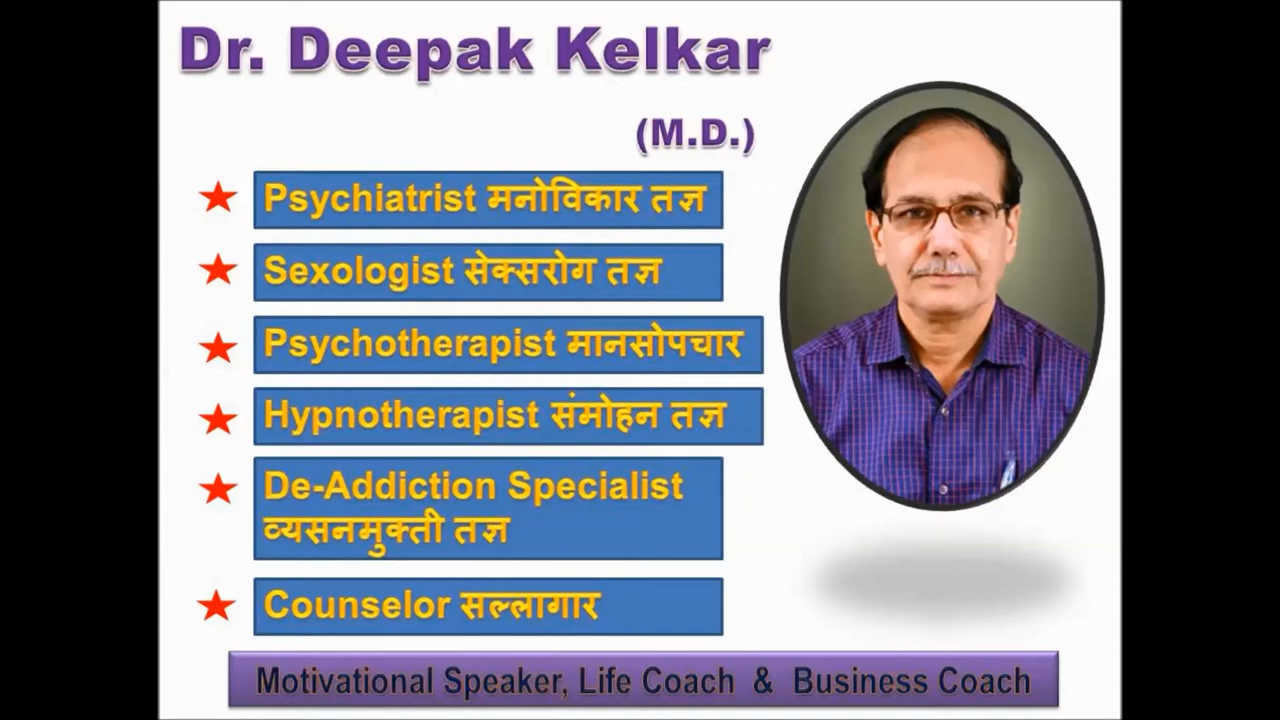 Dr. Deepak Kelkar
(M.D.)
Psychiatrist मनोविकार तज्ञ
Sexologist सेक्सरोग तज्ञ
Psychotherapist मानसोपचार
Hypnotherapist संमोहन तज्ञ
De-Addiction Specialist
व्यसनमुक्ती तज्ञ
Counselor सल्लागार
Motivational Speaker, Life Coach & Business Coach